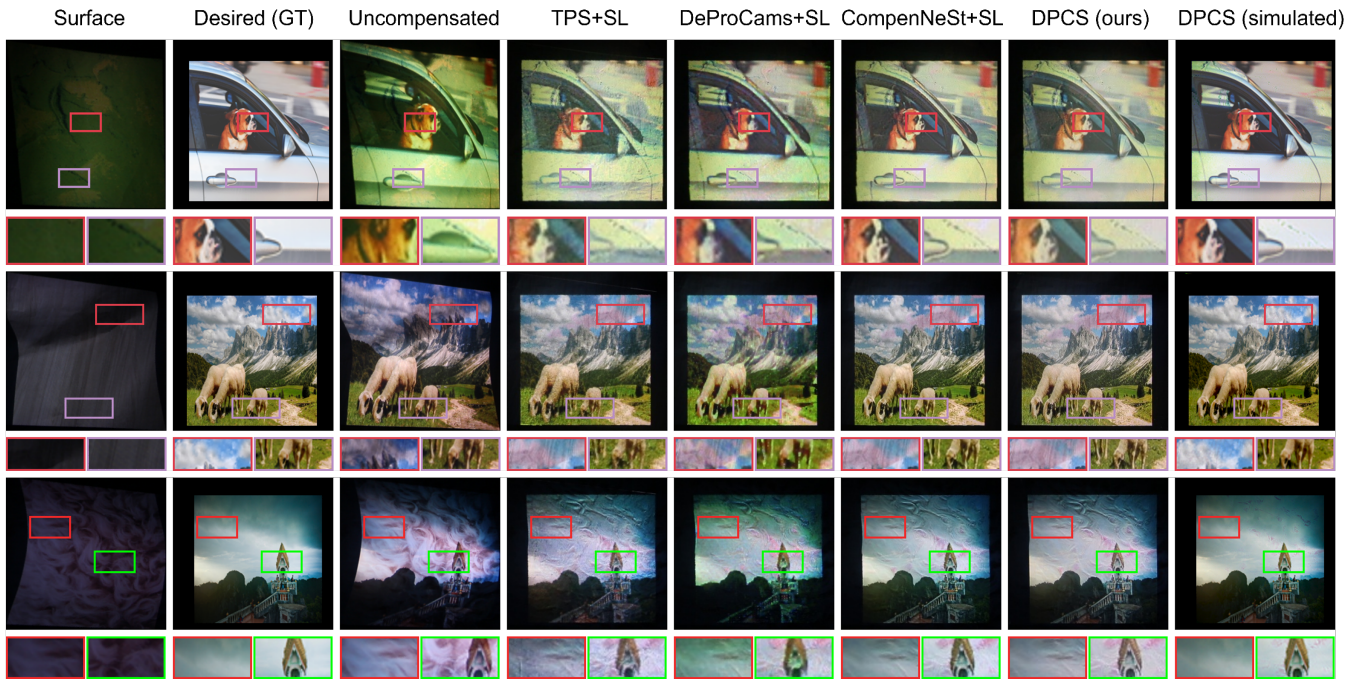 Surface Desired (GT) Uncompensated TPS+SL DeProCams+SL CompenNeSt+SL DPCS (ours) DPCS (simulated)